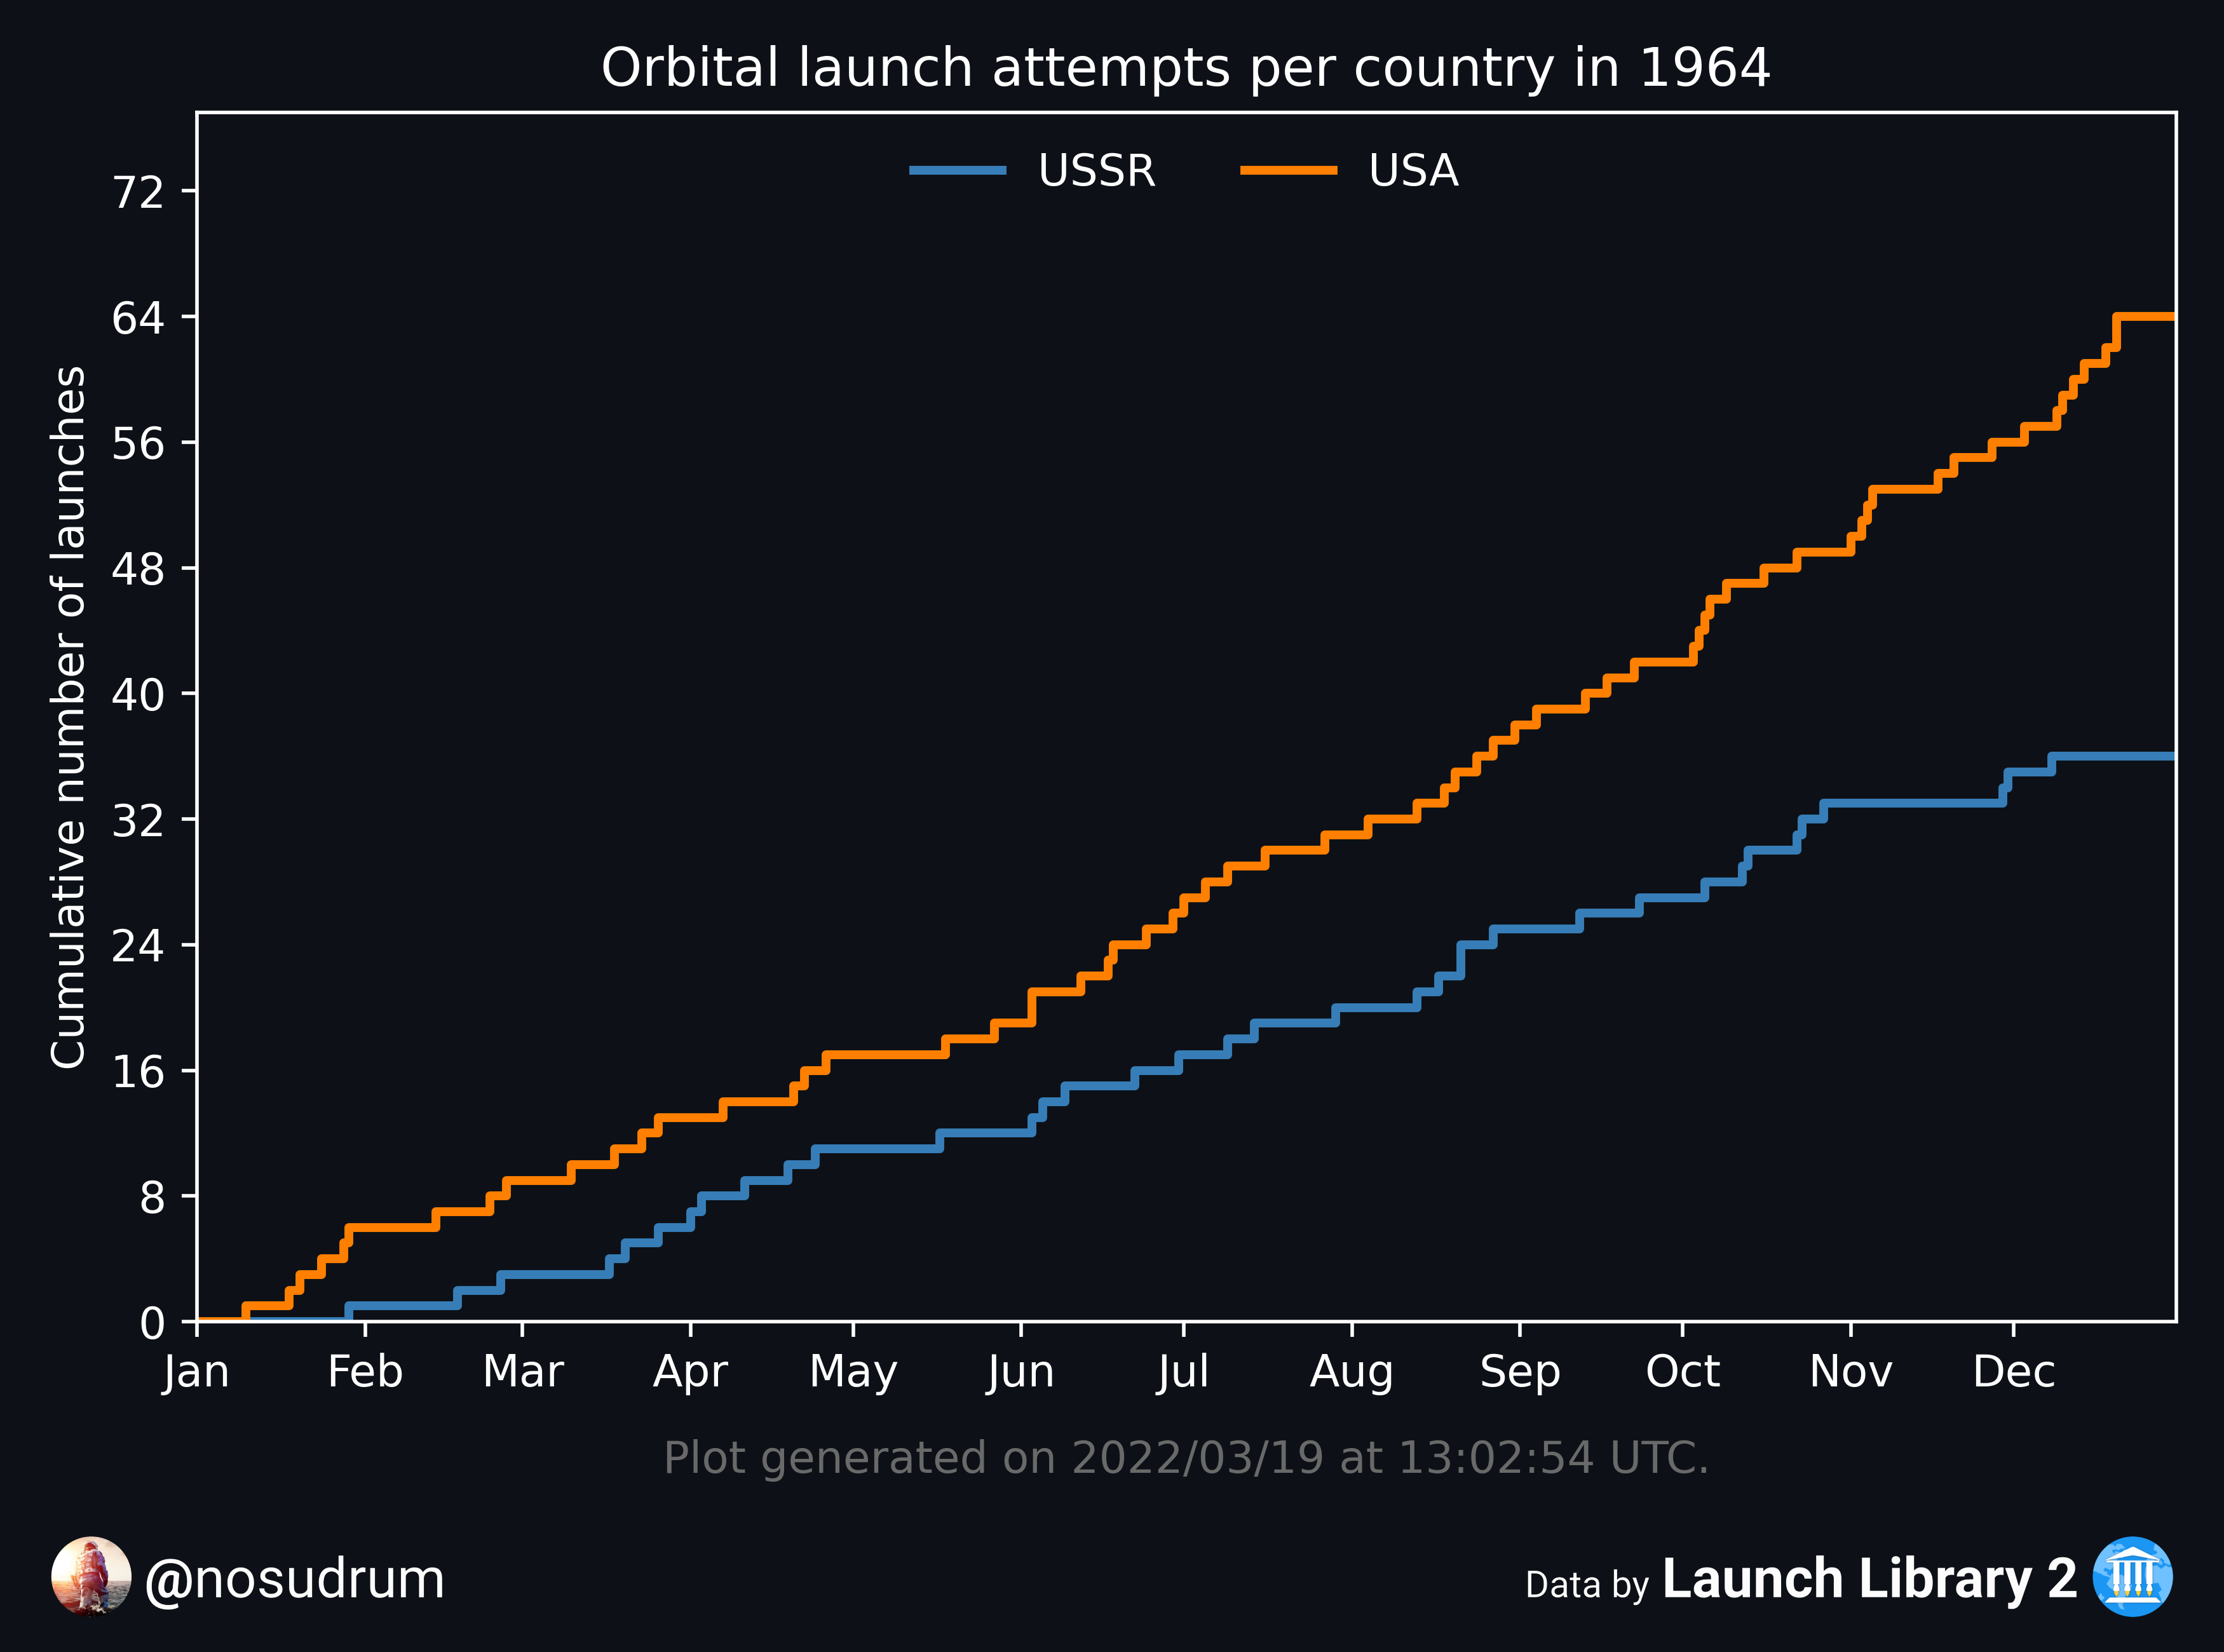 Orbital launch attempts per country in 1964
USSR USA
Cumulative number of launches
72
64
56
48
40
32
24
16
8
0
Jan Feb Mar Apr May Jun Jul Aug Sep Oct Nov Dec
Plot generated on 2022/03/19 at 13:02:54 UTC.
@nosudrum
Data by Launch Library 2